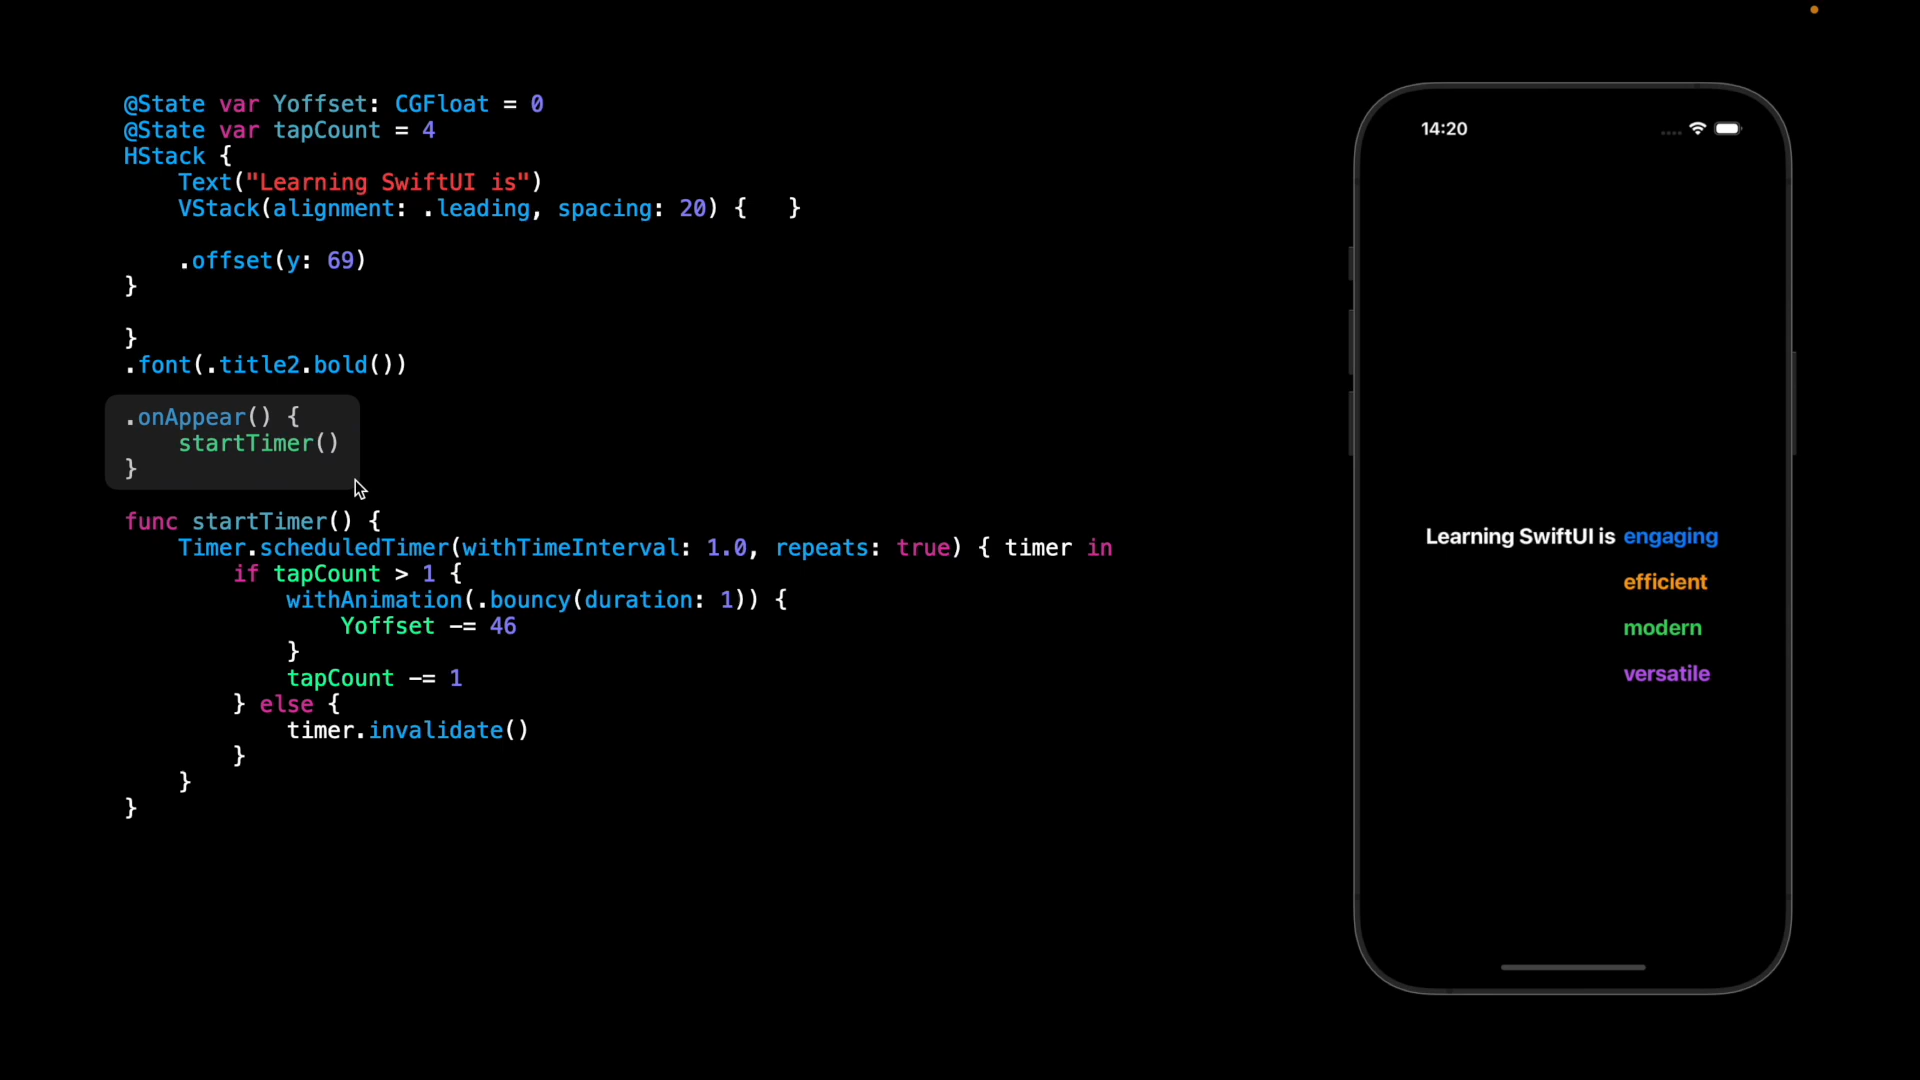 @State var Yoffset: CGFloat = 0
@State var tapCount = 4
HStack {
    Text("Learning SwiftUI is")
    VStack(alignment: .leading, spacing: 20) {   }
    .offset(y: 69)
}
}
.font(.title2.bold())
.onAppear() {
    startTimer()
}
func startTimer() {
    Timer.scheduledTimer(withTimeInterval: 1.0, repeats: true) { timer in
        if tapCount > 1 {
            withAnimation(.bouncy(duration: 1)) {
                Yoffset -= 46
            }
            tapCount -= 1
        } else {
            timer.invalidate()
        }
    }
}
14:20
Learning SwiftUI is engaging
efficient
modern
versatile